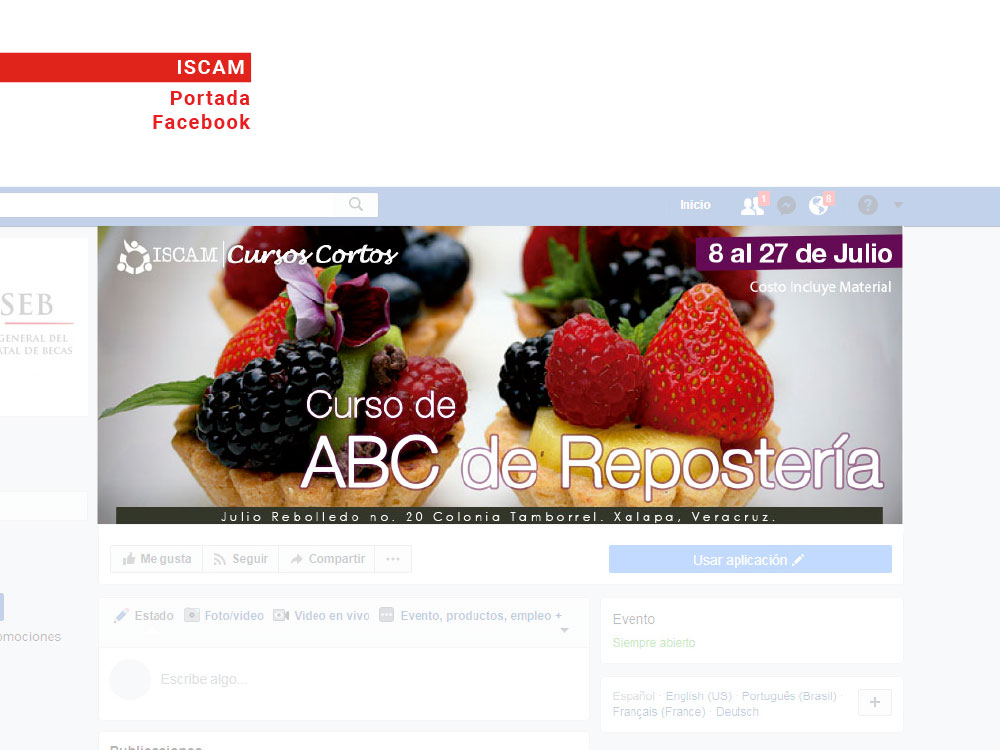 ISCAM
Portada
Facebook
Inicio
1
8
?
ISCAM Cursos Cortos
8 al 27 de Julio
Costo Incluye Material
SEB
GENERAL DEL
ATAL DE BECAS
Curso de
ABC de Repostería
Julio Rebolledo no. 20 Colonia Tamborrel. Xalapa, Veracruz.
Me gusta
Seguir
Compartir
...
Usar aplicación
Estado
Foto/video
Video en vivo
Evento, productos, empleo +
Evento
Siempre abierto
omociones
Escribe algo...
Español · English (US) · Português (Brasil) ·
Français (France) · Deutsch
+
Publicaciones